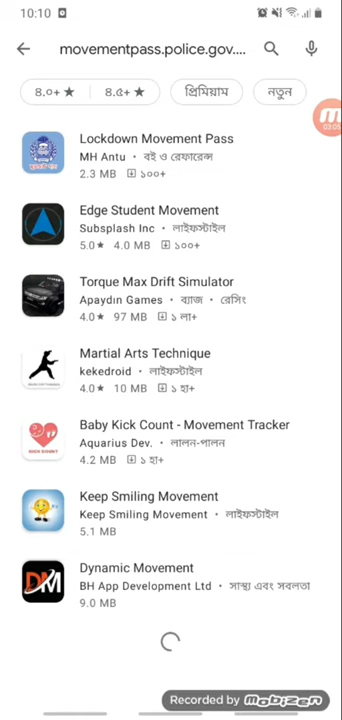 10:10
movementpass.police.gov....
৪.০+ ★ ৪.৫+ ★ প্রিমিয়াম নতুন
03:05
Lockdown Movement Pass
MH Antu • বই ও রেফারেন্স
2.3 MB ১০০+
Edge Student Movement
Subsplash Inc • লাইফস্টাইল
5.0 ★ 4.0 MB ১০০+
Torque Max Drift Simulator
Apaydın Games • ব্যাজ • রেসিং
4.0 ★ 97 MB ১ লা+
Martial Arts Technique
kekedroid • লাইফস্টাইল
4.0 ★ 10 MB ১ হা+
Baby Kick Count - Movement Tracker
Aquarius Dev. • লালন-পালন
4.2 MB ১ হা+
Keep Smiling Movement
Keep Smiling Movement • লাইফস্টাইল
5.1 MB
Dynamic Movement
BH App Development Ltd • স্বাস্থ্য এবং সবলতা
9.0 MB
Recorded by Mobizen